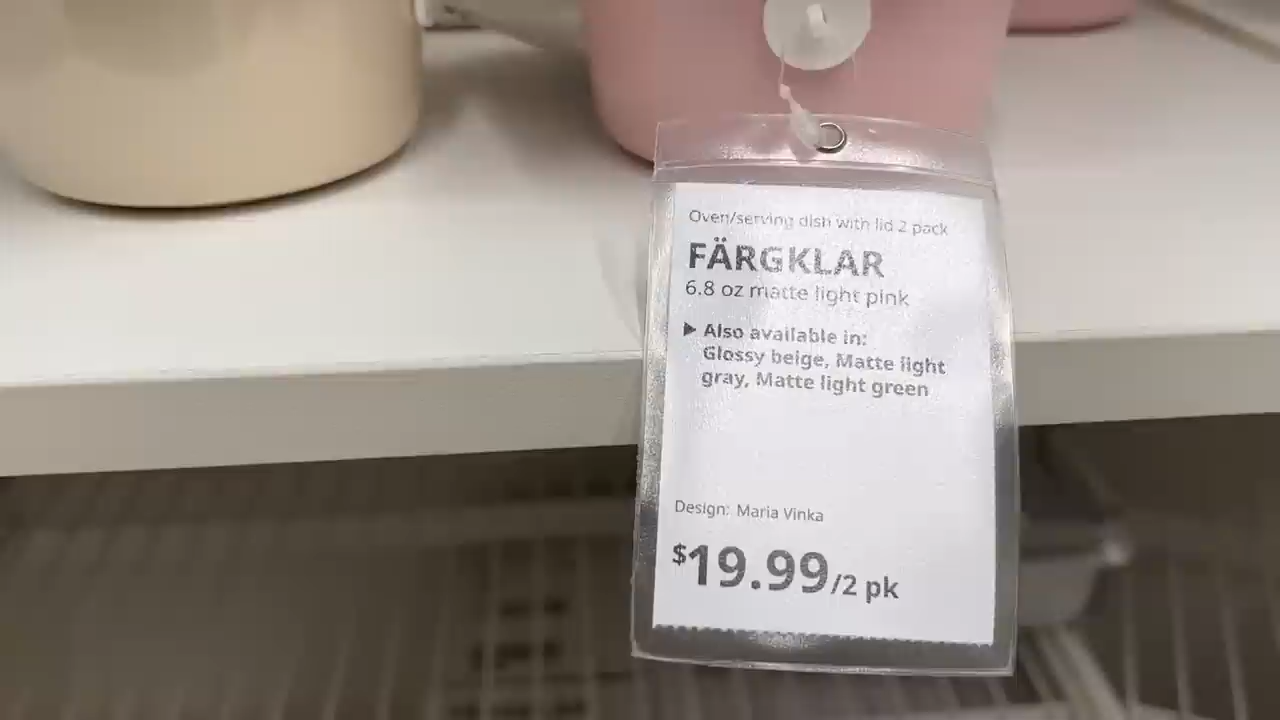 Oven/serving dish with lid 2 pack
FÄRGKLAR
6.8 oz matte light pink
▶ Also available in:
Glossy beige, Matte light
gray, Matte light green
Design: Maria Vinka
$19.99/2 pk